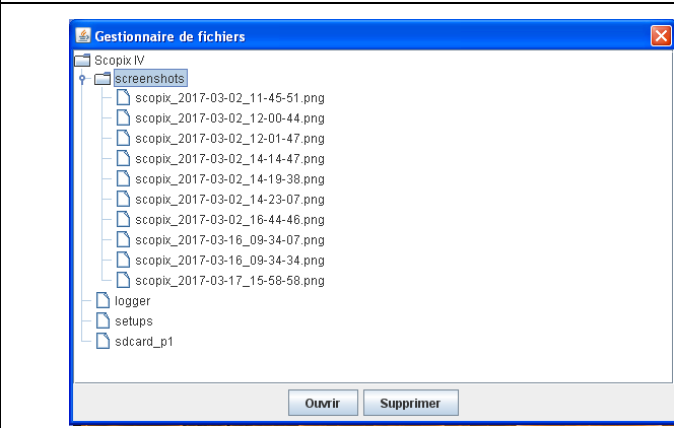 Gestionnaire de fichiers
Scopix IV
screenshots
scopix_2017-03-02_11-45-51.png
scopix_2017-03-02_12-00-44.png
scopix_2017-03-02_12-01-47.png
scopix_2017-03-02_14-14-47.png
scopix_2017-03-02_14-19-38.png
scopix_2017-03-02_14-23-07.png
scopix_2017-03-02_16-44-46.png
scopix_2017-03-16_09-34-07.png
scopix_2017-03-16_09-34-34.png
scopix_2017-03-17_15-58-58.png
logger
setups
sdcard_p1
Ouvrir Supprimer